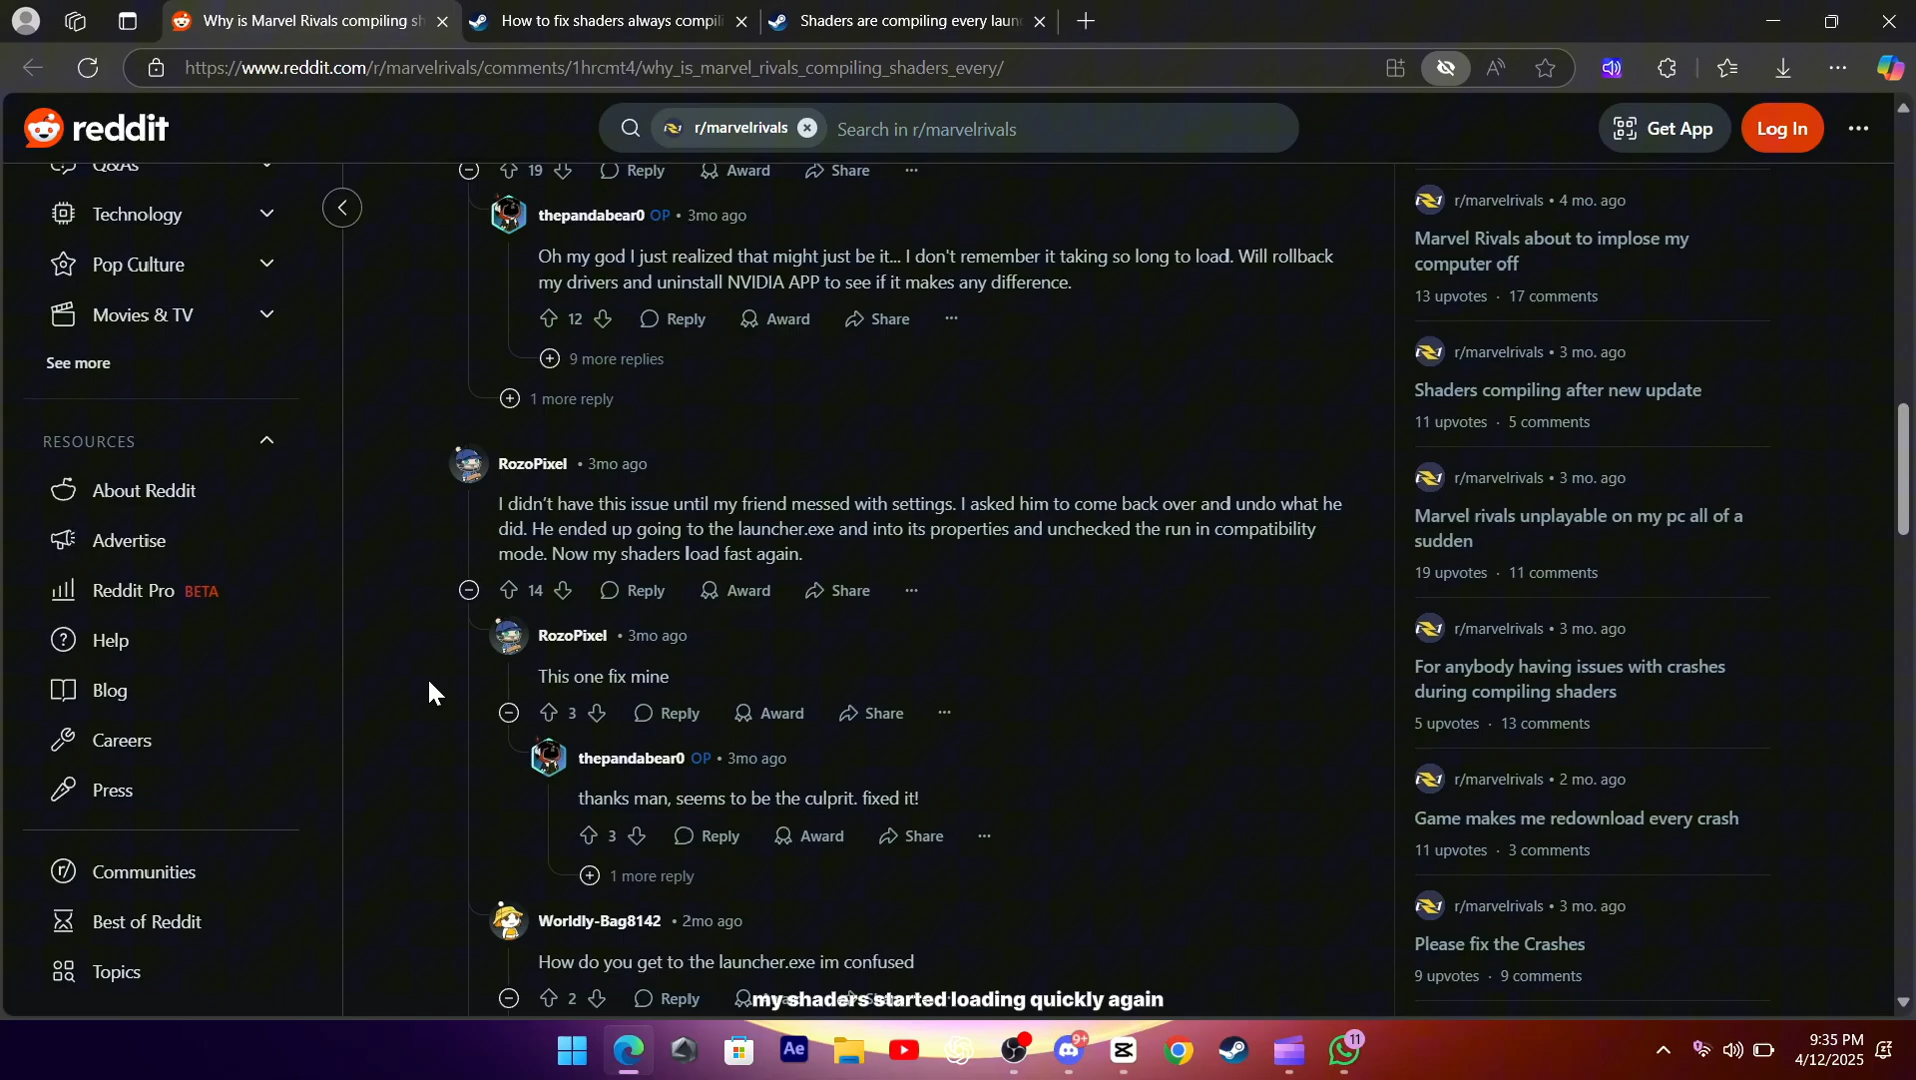 Why is Marvel Rivals compiling sh
How to fix shaders always compili
Shaders are compiling every laun
https://www.reddit.com/r/marvelrivals/comments/1hrcmt4/why_is_marvel_rivals_compiling_shaders_every/
reddit
r/marvelrivals
Search in r/marvelrivals
Get App
Log In
Q&As
Technology
Pop Culture
Movies & TV
See more
RESOURCES
About Reddit
Advertise
Reddit Pro BETA
Help
Blog
Careers
Press
Communities
Best of Reddit
Topics
19 Reply Award Share
thepandabear0 OP • 3mo ago
Oh my god I just realized that might just be it... I don't remember it taking so long to load. Will rollback
my drivers and uninstall NVIDIA APP to see if it makes any difference.
12 Reply Award Share
9 more replies
1 more reply
RozoPixel • 3mo ago
I didn't have this issue until my friend messed with settings. I asked him to come back over and undo what he
did. He ended up going to the launcher.exe and into its properties and unchecked the run in compatibility
mode. Now my shaders load fast again.
14 Reply Award Share
RozoPixel • 3mo ago
This one fix mine
3 Reply Award Share
thepandabear0 OP • 3mo ago
thanks man, seems to be the culprit. fixed it!
3 Reply Award Share
1 more reply
Worldly-Bag8142 • 2mo ago
How do you get to the launcher.exe im confused
2 Reply
my shaders started loading quickly again
r/marvelrivals • 4 mo. ago
Marvel Rivals about to implose my
computer off
13 upvotes · 17 comments
r/marvelrivals • 3 mo. ago
Shaders compiling after new update
11 upvotes · 5 comments
r/marvelrivals • 3 mo. ago
Marvel rivals unplayable on my pc all of a
sudden
19 upvotes · 11 comments
r/marvelrivals • 3 mo. ago
For anybody having issues with crashes
during compiling shaders
5 upvotes · 13 comments
r/marvelrivals • 2 mo. ago
Game makes me redownload every crash
11 upvotes · 3 comments
r/marvelrivals • 3 mo. ago
Please fix the Crashes
9 upvotes · 9 comments
Ae
9+
11
9:35 PM
4/12/2025